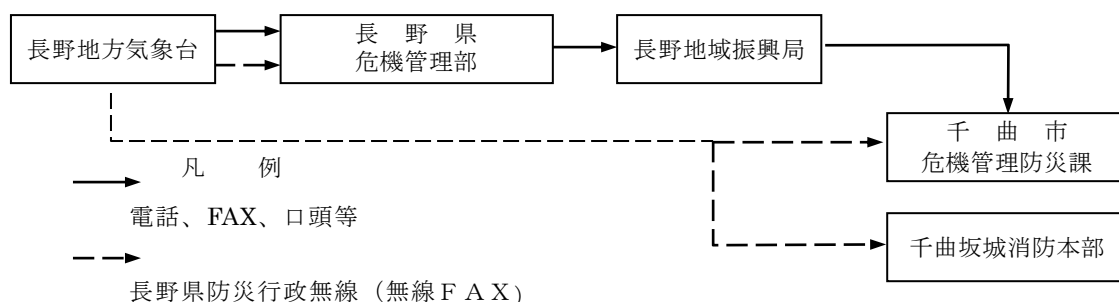 長野地方気象台
長　野　県
危機管理部
長野地域振興局
千　曲　市
危機管理防災課
凡　　例
電話、FAX、口頭等
千曲坂城消防本部
長野県防災行政無線（無線ＦＡＸ）